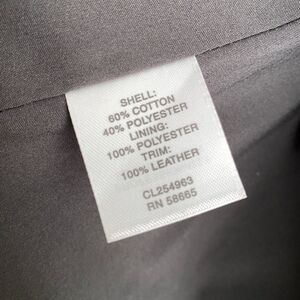 SHELL:
60% COTTON
40% POLYESTER
LINING:
100% POLYESTER
TRIM:
100% LEATHER
CL254963
RN 58665